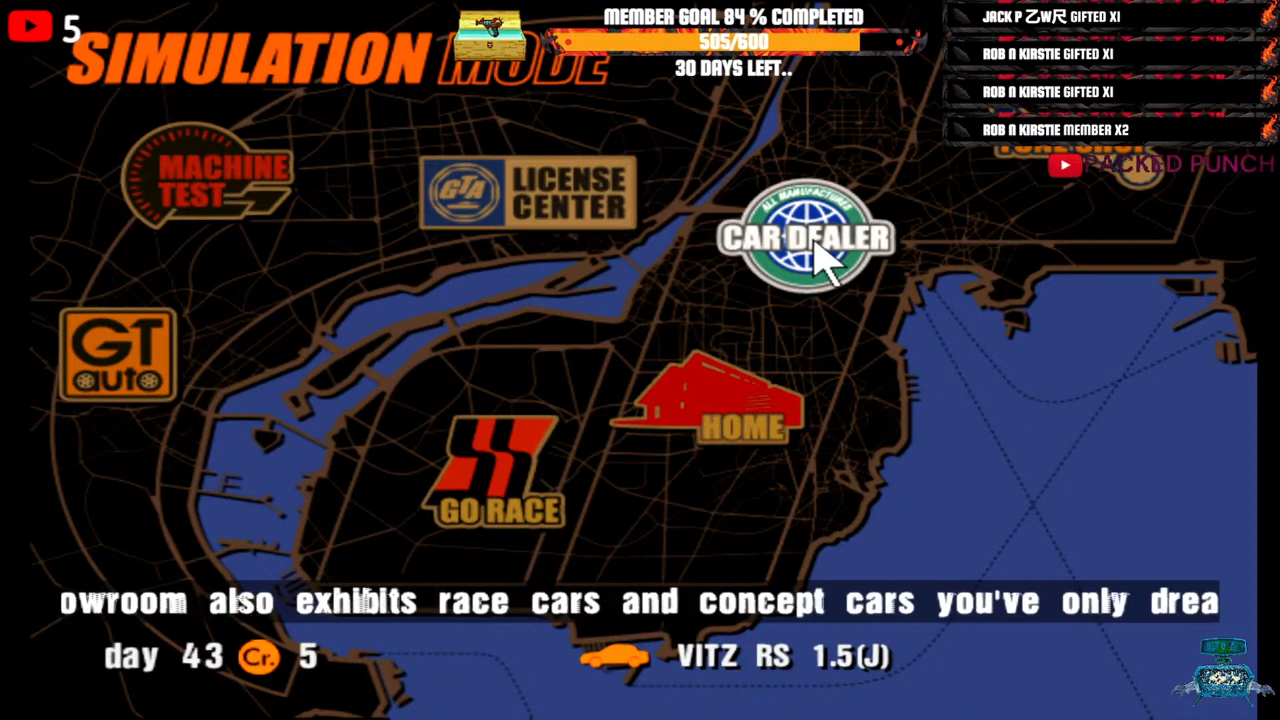 5
SIMULATION MODE
MEMBER GOAL 84 % COMPLETED
505/600
30 DAYS LEFT..
JACK P 乙W尺 GIFTED X1
ROB N KIRSTIE GIFTED X1
ROB N KIRSTIE GIFTED X1
ROB N KIRSTIE MEMBER X2
PACKED PUNCH
MACHINE
TEST
GTA
LICENSE
CENTER
ALL MANUFACTURES
CAR DEALER
GT
auto
HOME
GO RACE
owroom also exhibits race cars and concept cars you've only drea
day 43 Cr. 5
VITZ RS 1.5(J)